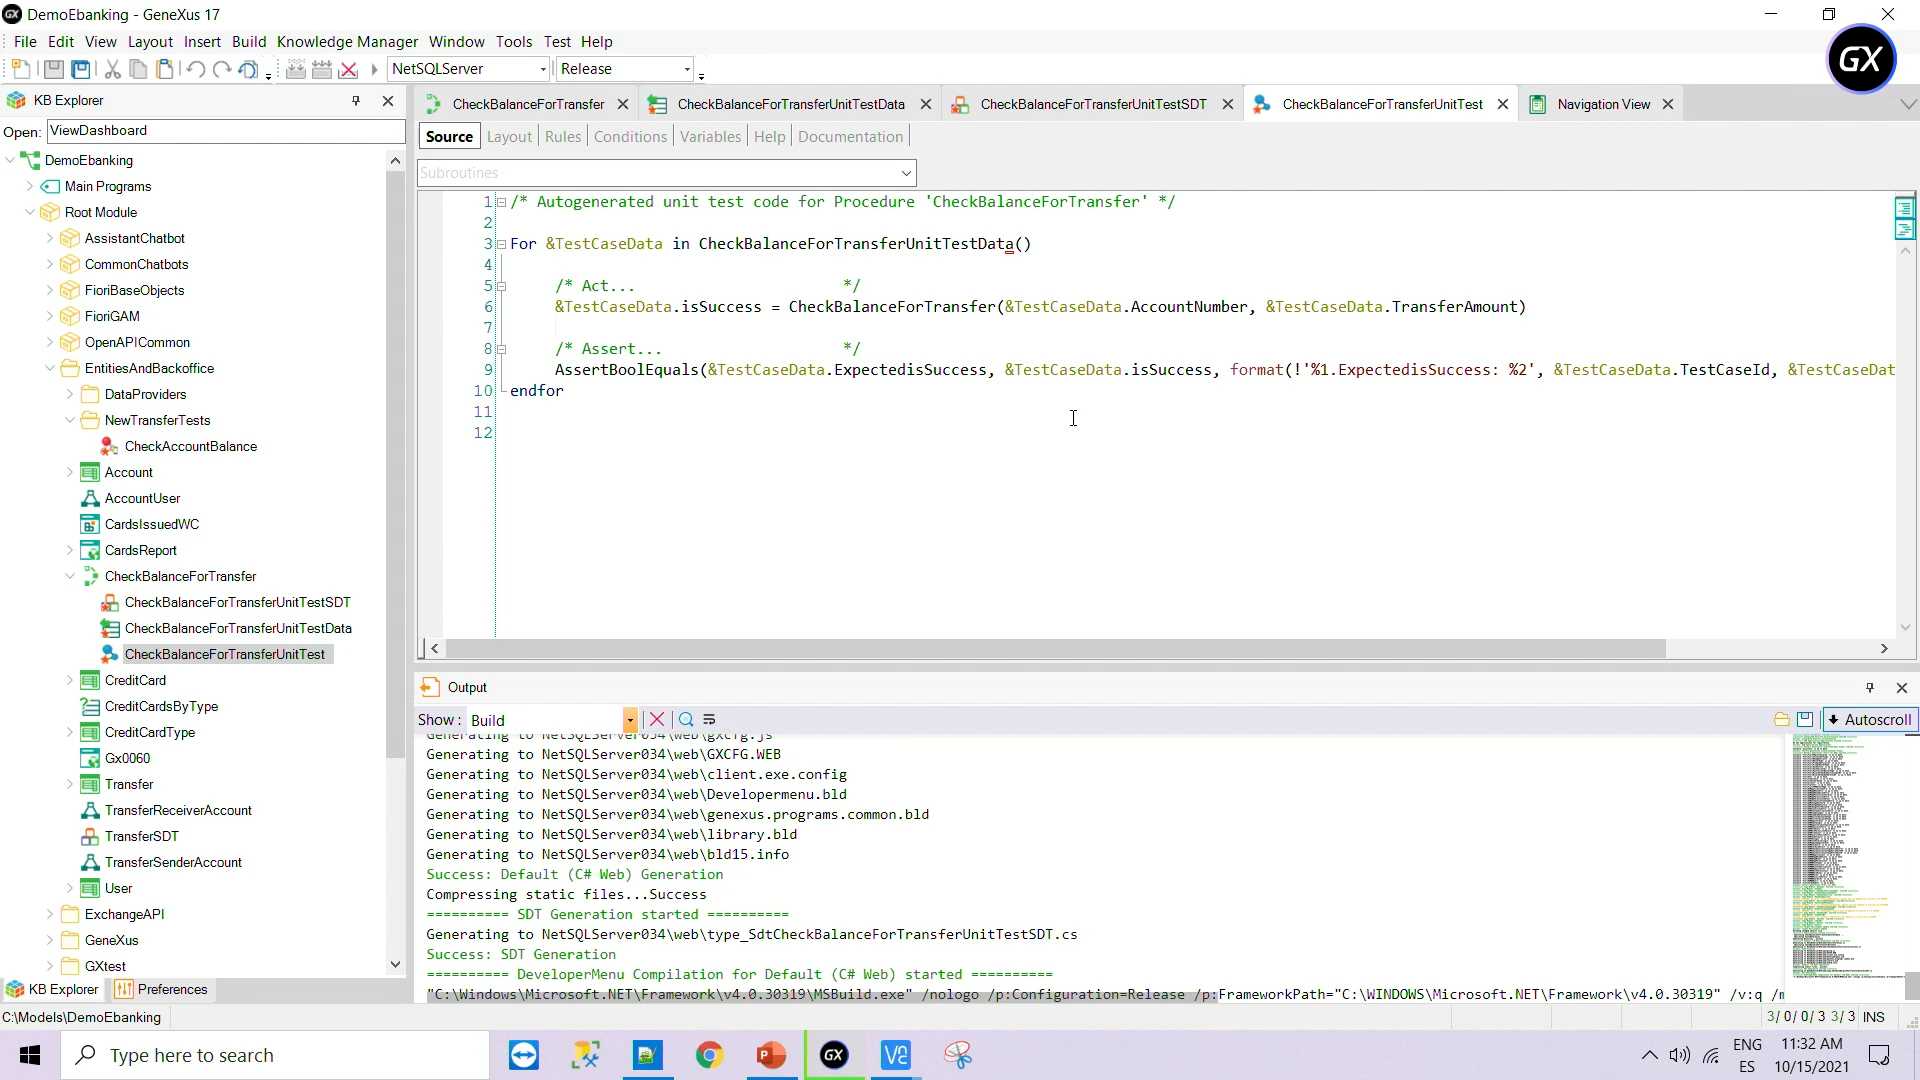 DemoEbanking - GeneXus 17
GX
File Edit View Layout Insert Build Knowledge Manager Window Tools Test Help
NetSQLServer Release
GX
KB Explorer
Open: ViewDashboard
DemoEbanking
Main Programs
Root Module
AssistantChatbot
CommonChatbots
FioriBaseObjects
FioriGAM
OpenAPICommon
EntitiesAndBackoffice
DataProviders
NewTransferTests
CheckAccountBalance
Account
AccountUser
CardsIssuedWC
CardsReport
CheckBalanceForTransfer
CheckBalanceForTransferUnitTestSDT
CheckBalanceForTransferUnitTestData
CheckBalanceForTransferUnitTest
CreditCard
CreditCardsByType
CreditCardType
Gx0060
Transfer
TransferReceiverAccount
TransferSDT
TransferSenderAccount
User
ExchangeAPI
GeneXus
GXtest
KB Explorer Preferences
CheckBalanceForTransfer CheckBalanceForTransferUnitTestData CheckBalanceForTransferUnitTestSDT CheckBalanceForTransferUnitTest Navigation View
Source Layout Rules Conditions Variables Help Documentation
Subroutines
1 /* Autogenerated unit test code for Procedure 'CheckBalanceForTransfer' */
2
3 For &TestCaseData in CheckBalanceForTransferUnitTestData()
4
5 /* Act... */
6 &TestCaseData.isSuccess = CheckBalanceForTransfer(&TestCaseData.AccountNumber, &TestCaseData.TransferAmount)
7
8 /* Assert... */
9 AssertBoolEquals(&TestCaseData.ExpectedisSuccess, &TestCaseData.isSuccess, format(!'%1.ExpectedisSuccess: %2', &TestCaseData.TestCaseId, &TestCaseDat
10 endfor
11
12
Output
Show: Build Autoscroll
Generating to NetSQLServer034\web\gxcfg.js
Generating to NetSQLServer034\web\GXCFG.WEB
Generating to NetSQLServer034\web\client.exe.config
Generating to NetSQLServer034\web\Developermenu.bld
Generating to NetSQLServer034\web\genexus.programs.common.bld
Generating to NetSQLServer034\web\library.bld
Generating to NetSQLServer034\web\bld15.info
Success: Default (C# Web) Generation
Compressing static files...Success
========== SDT Generation started ==========
Generating to NetSQLServer034\web\type_SdtCheckBalanceForTransferUnitTestSDT.cs
Success: SDT Generation
========== DeveloperMenu Compilation for Default (C# Web) started ==========
"C:\Windows\Microsoft.NET\Framework\v4.0.30319\MSBuild.exe" /nologo /p:Configuration=Release /p:FrameworkPath="C:\WINDOWS\Microsoft.NET\Framework\v4.0.30319" /v:q /m
C:\Models\DemoEbanking
3/ 0/ 0/ 3 3/ 3 INS
Type here to search
GX
ENG
ES
11:32 AM
10/15/2021